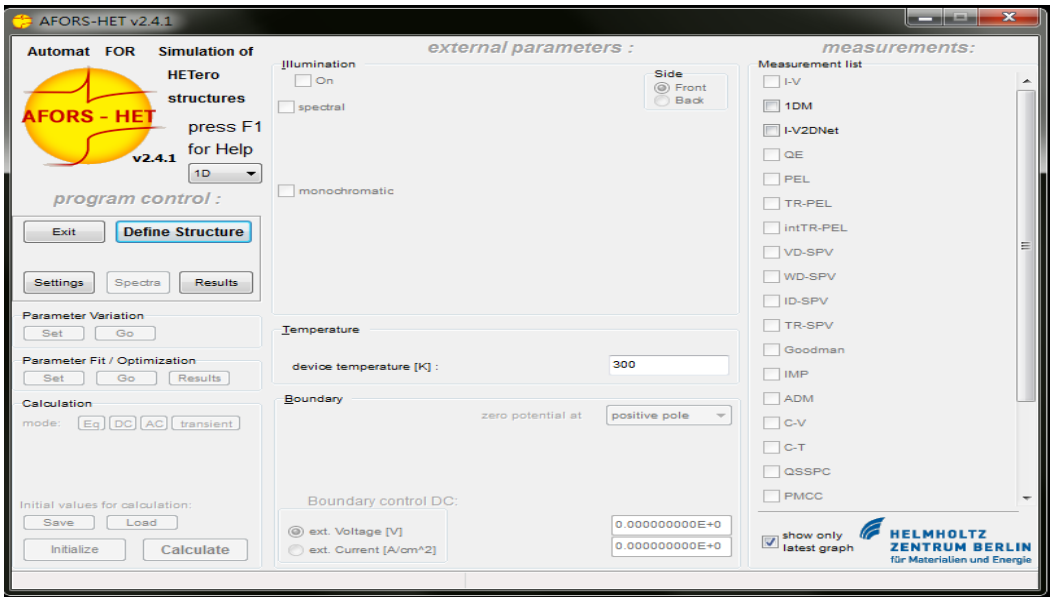 AFORS-HET v2.4.1
Automat FOR Simulation of
HETero
structures
AFORS - HET
press F1
for Help
v2.4.1
1D
program control :
Exit
Define Structure
Settings
Spectra
Results
Parameter Variation
Set
Go
Parameter Fit / Optimization
Set
Go
Results
Calculation
mode: Eq DC AC transient
Initial values for calculation:
Save
Load
Initialize
Calculate
external parameters :
Illumination
On
Side
Front
Back
spectral
monochromatic
Temperature
device temperature [K] :
300
Boundary
zero potential at
positive pole
Boundary control DC:
ext. Voltage [V]
0.000000000E+0
ext. Current [A/cm^2]
0.000000000E+0
measurements:
Measurement list
I-V
1DM
I-V2DNet
QE
PEL
TR-PEL
intTR-PEL
VD-SPV
WD-SPV
ID-SPV
TR-SPV
Goodman
IMP
ADM
C-V
C-T
QSSPC
PMCC
show only
latest graph
HELMHOLTZ
ZENTRUM BERLIN
für Materialien und Energie